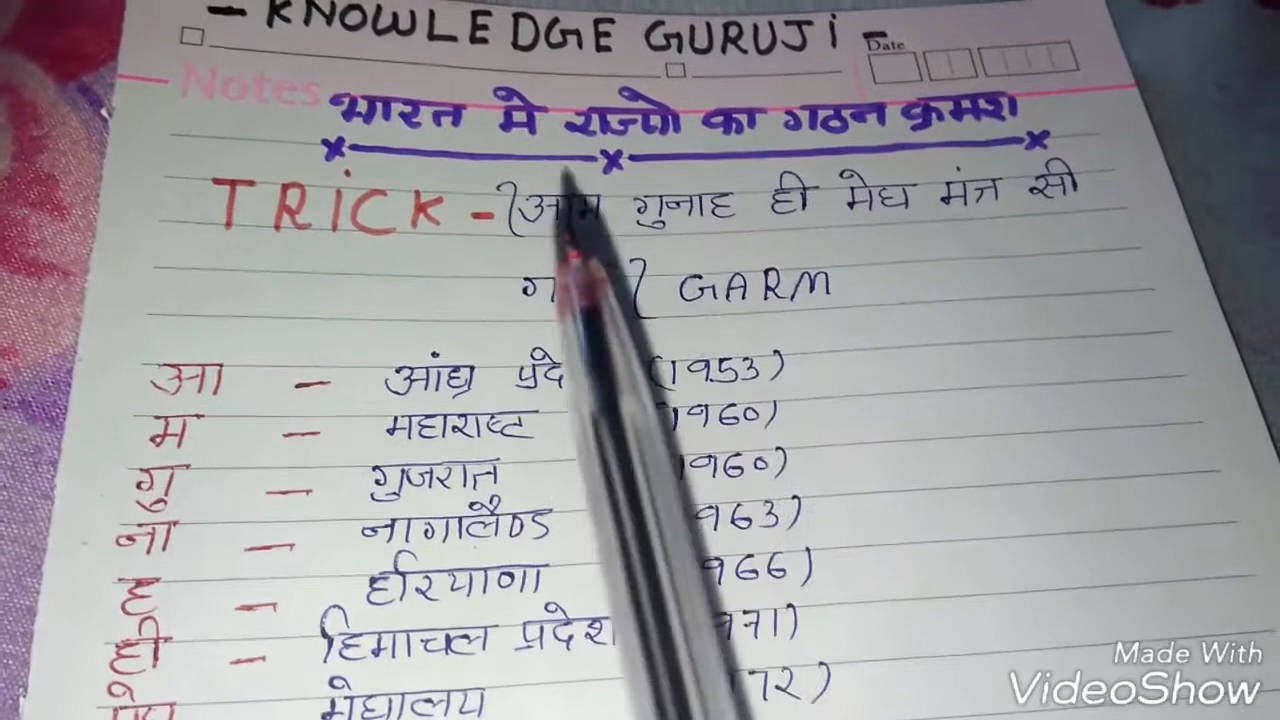 - KNOWLEDGE GURUJI -
Date
Notes
भारत मे राज्यो का गठन क्रमश
TRICK - (आम गुनाह ही मेघ मंत्र सी
) GARM
आ - आंध्र प्रदे (1953)
म - महाराष्ट 1960)
गु - गुजरात 1960)
ना - नागालैण्ड 963)
ह - हरियाणा 966)
ही - हिमाचल प्रदेश 971)
मेघालय 972)
Made With
VideoShow